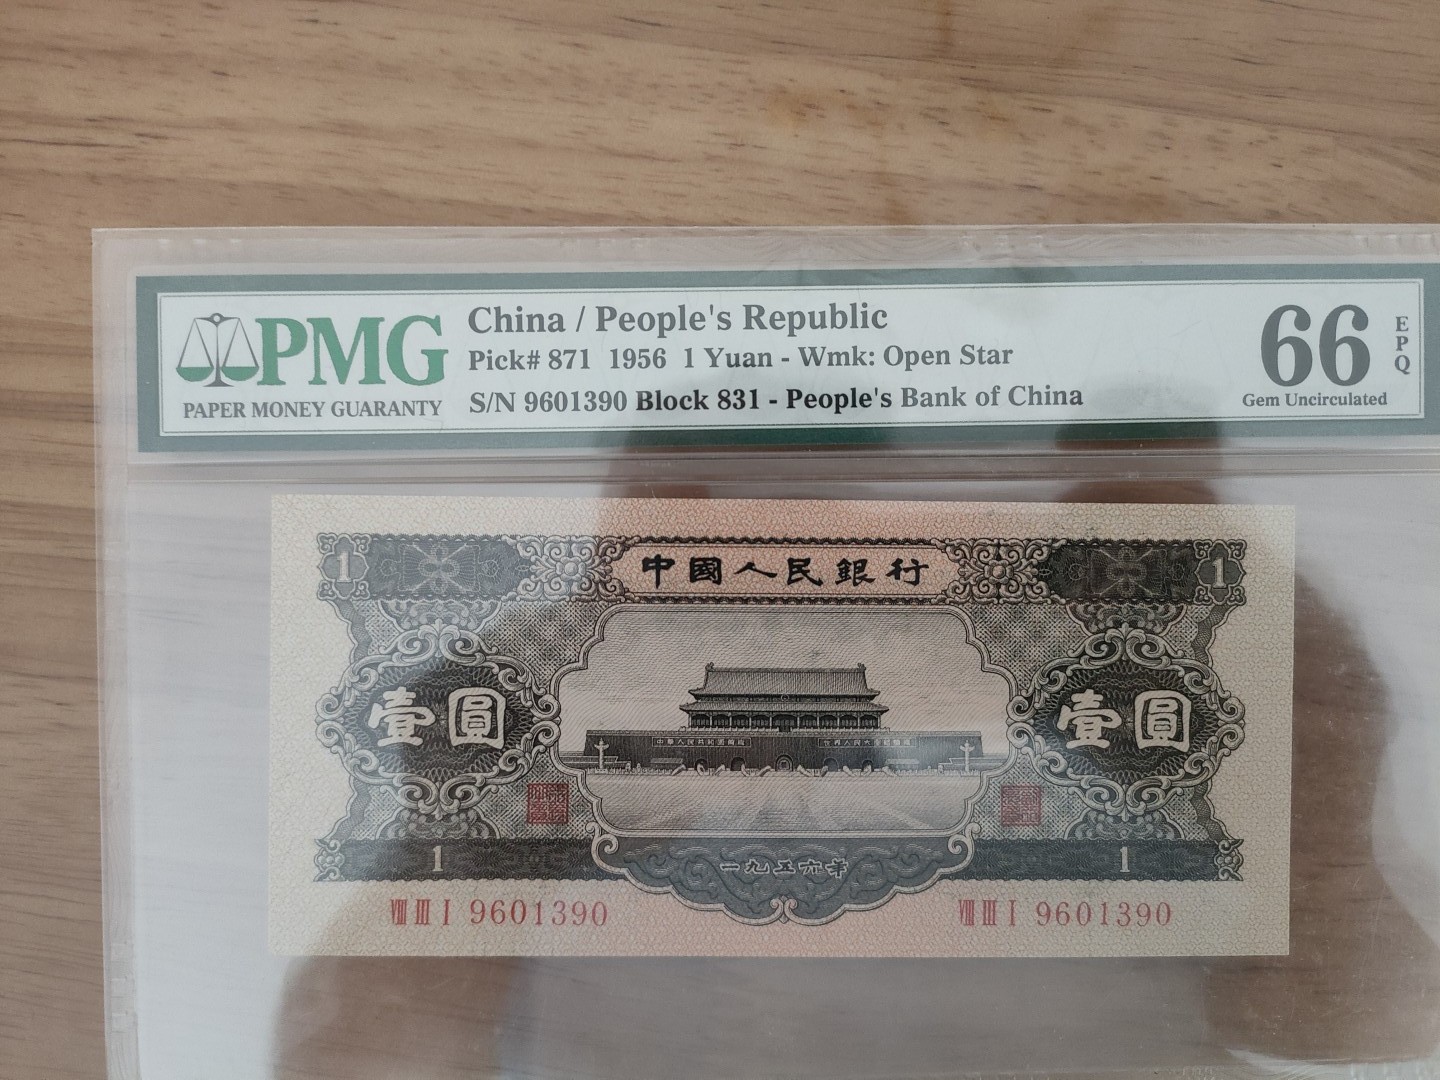 PMG
PAPER MONEY GUARANTY
China / People's Republic
Pick# 871 1956 1 Yuan - Wmk: Open Star
S/N 9601390 Block 831 - People's Bank of China
66 EPQ
Gem Uncirculated
1 中國人民銀行 1
壹圓 壹圓
1 一九五六年 1
Ⅷ Ⅲ Ⅰ 9601390 Ⅷ Ⅲ Ⅰ 9601390